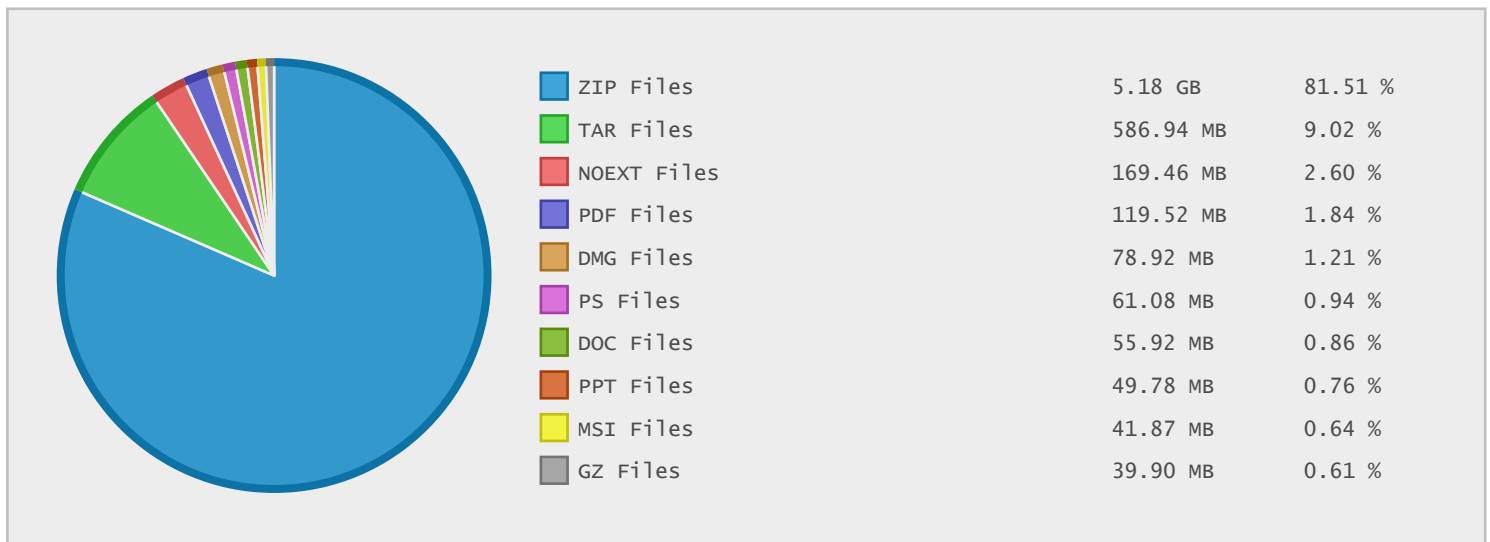 ZIP Files 5.18 GB 81.51 %
TAR Files 586.94 MB 9.02 %
NOEXT Files 169.46 MB 2.60 %
PDF Files 119.52 MB 1.84 %
DMG Files 78.92 MB 1.21 %
PS Files 61.08 MB 0.94 %
DOC Files 55.92 MB 0.86 %
PPT Files 49.78 MB 0.76 %
MSI Files 41.87 MB 0.64 %
GZ Files 39.90 MB 0.61 %